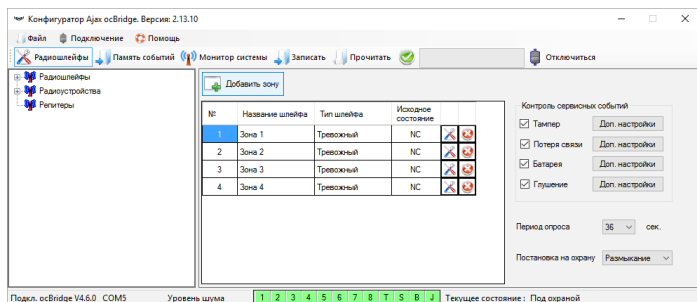 Конфигуратор Ajax ocBridge. Версия: 2.13.10
Файл Подключение Помощь
Радиошлейфы Память событий Монитор системы Записать Прочитать Отключиться
Радиошлейфы
Радиоустройства
Репитеры
Добавить зону
№ Название шлейфа Тип шлейфа Исходное состояние
1 Зона 1 Тревожный NC
2 Зона 2 Тревожный NC
3 Зона 3 Тревожный NC
4 Зона 4 Тревожный NC
Контроль сервисных событий
Тампер Доп. настройки
Потеря связи Доп. настройки
Батарея Доп. настройки
Глушение Доп. настройки
Период опроса 36 сек.
Постановка на охрану Размыкание
Подкл. ocBridge V4.6.0 COM5 Уровень шума 1 2 3 4 5 6 7 8 T S B J Текущее состояние : Под охраной